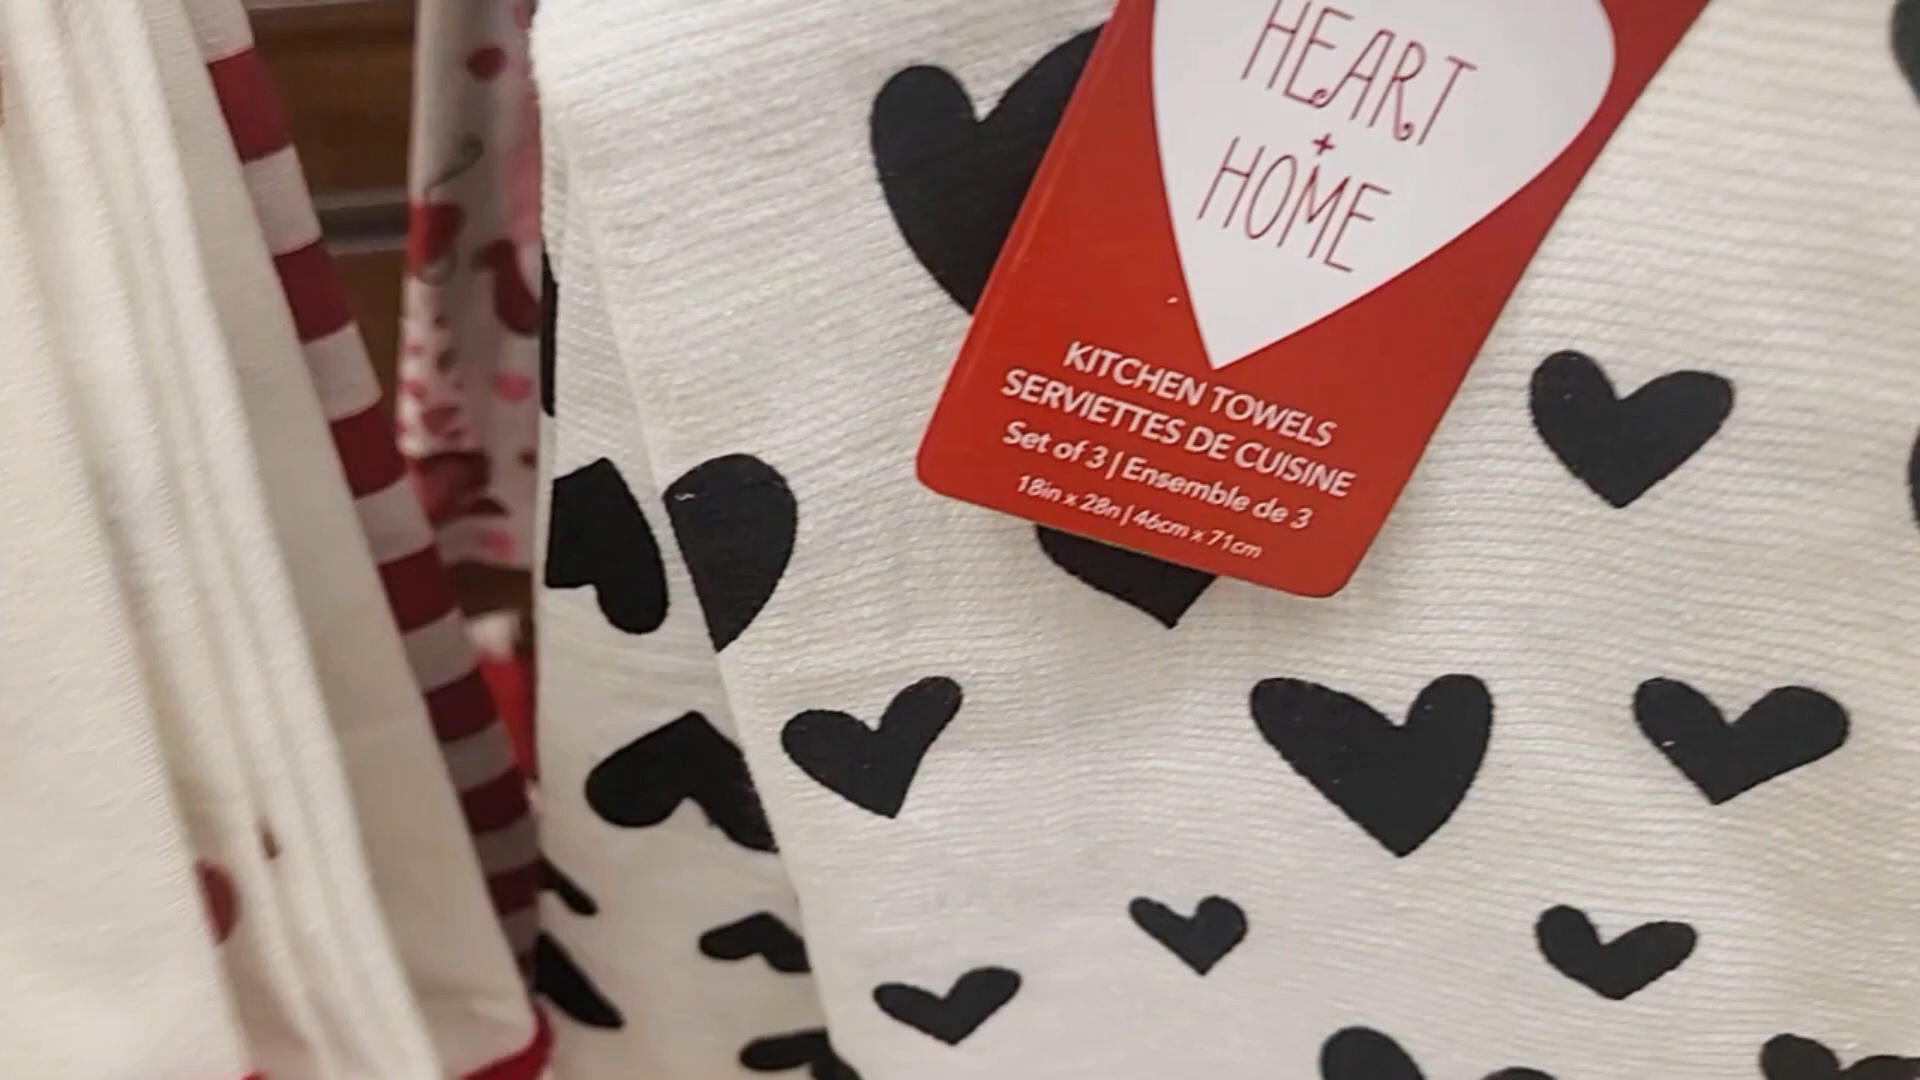 HEART
+
HOME
KITCHEN TOWELS
SERVIETTES DE CUISINE
Set of 3 | Ensemble de 3
18in x 28n | 46cm x 71cm